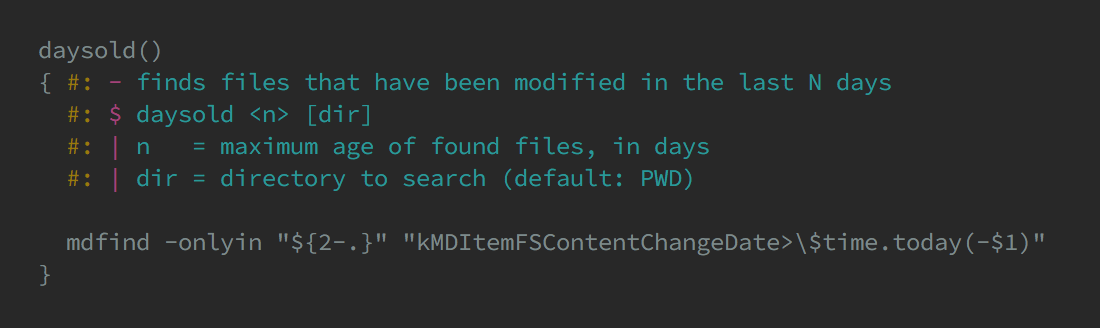 daysold()
{ #: - finds files that have been modified in the last N days
  #: $ daysold <n> [dir]
  #: | n   = maximum age of found files, in days
  #: | dir = directory to search (default: PWD)

  mdfind -onlyin "${2-.}" "kMDItemFSContentChangeDate>\$time.today(-$1)"
}